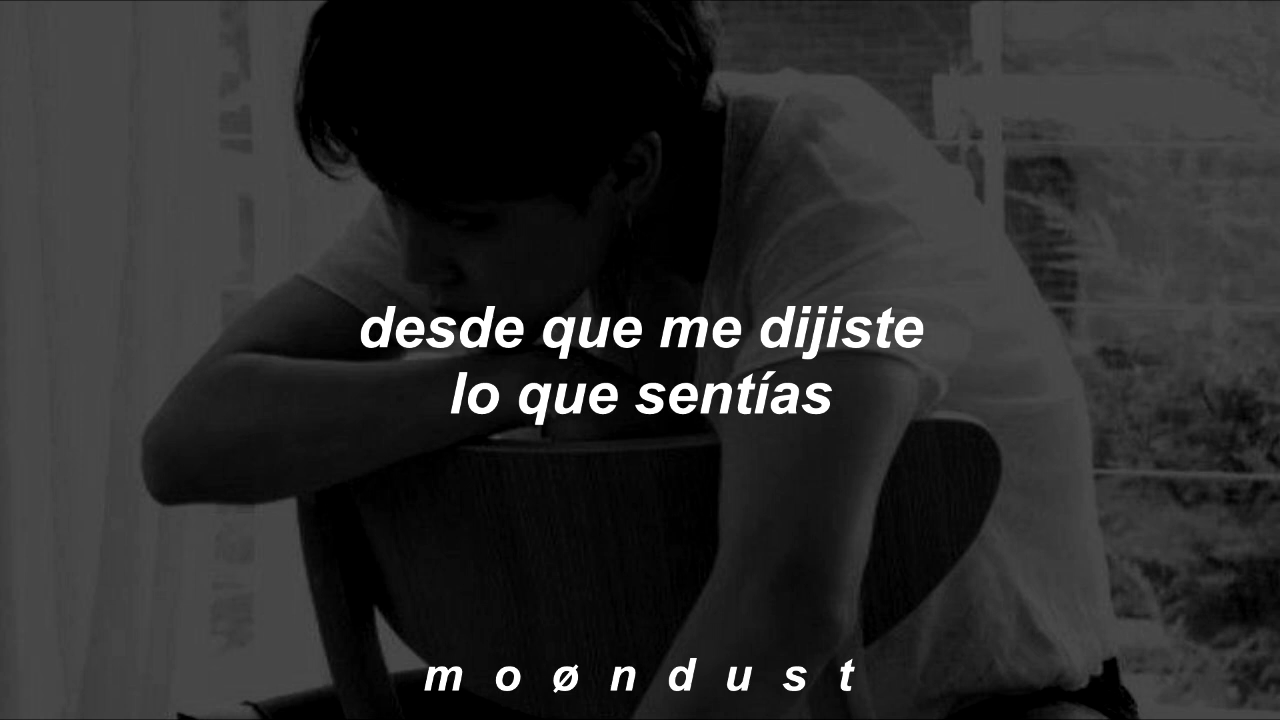 desde que me dijiste
lo que sentías
m o ø n d u s t